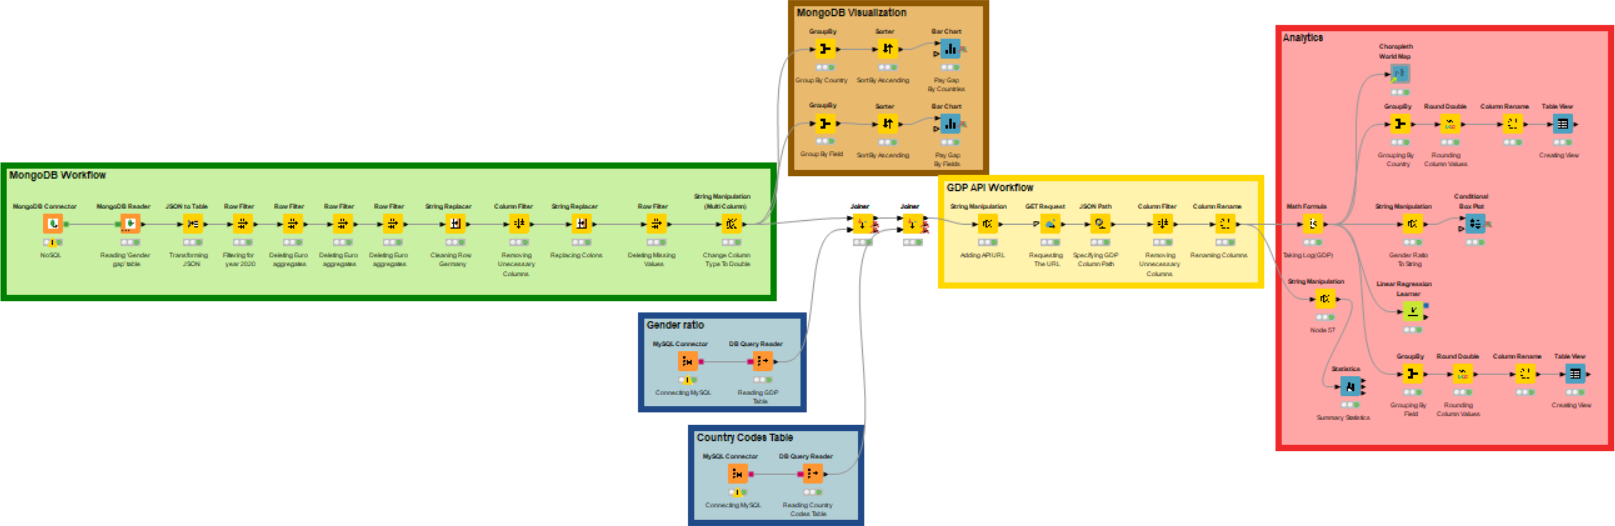 MongoDB Visualization
GroupBy
Sorter
Bar Chart
Group By Country
Sort By Ascending
Pay Gap
By Countries
GroupBy
Sorter
Bar Chart
Group By Field
Sort By Ascending
Pay Gap
By Fields
MongoDB Workflow
MongoDB Connector
MongoDB Reader
JSON to Table
Row Filter
Row Filter
Row Filter
Row Filter
String Replacer
Column Filter
String Replacer
Row Filter
String Manipulation
(Multi Column)
NoSQL
Reading 'Gender
gap' table
Transforming
JSON
Filtering for
year 2020
Deleting Euro
aggregates
Deleting Euro
aggregates
Deleting Euro
aggregates
Cleaning Row
Germany
Removing
Unnecessary
Columns
Replacing Colons
Deleting Missing
Values
Change Column
Type To Double
Joiner
Joiner
Gender ratio
MySQL Connector
DB Query Reader
Connecting MySQL
Reading GDP
Table
Country Codes Table
MySQL Connector
DB Query Reader
Connecting MySQL
Reading Country
Codes Table
GDP API Workflow
String Manipulation
GET Request
JSON Path
Column Filter
Column Rename
Adding API URL
Requesting
The URL
Specifying GDP
Column Path
Removing
Unnecessary
Columns
Renaming Columns
Analytics
Choropleth
World Map
GroupBy
Round Double
Column Rename
Table View
Grouping By
Country
Rounding
Column Values
Creating View
Math Formula
String Manipulation
Conditional
Box Plot
Taking Log(GDP)
Gender Ratio
To String
String Manipulation
Node 57
Linear Regression
Learner
Statistics
Summary Statistics
GroupBy
Round Double
Column Rename
Table View
Grouping By
Field
Rounding
Column Values
Creating View